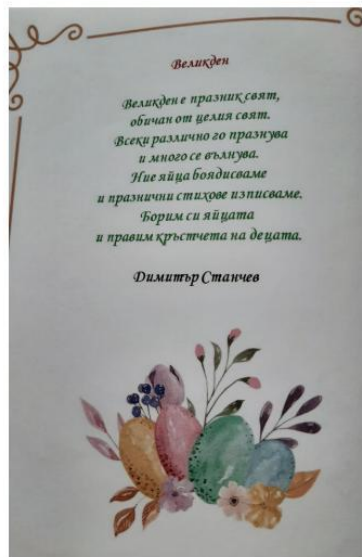 Великден
Великден е празник свят,
обичан от целия свят.
Всеки различно го празнува
и много се вълнува.
Ние яйца боядисваме
и празнични стихове изписваме.
Борим си яйцата
и правим кръстчета на децата.
Димитър Станчев